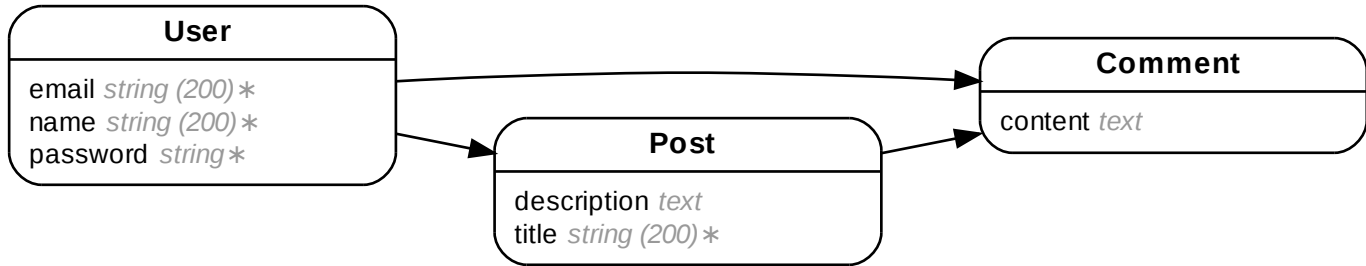 User
email string (200)∗
name string (200)∗
password string∗
Post
description text
title string (200)∗
Comment
content text